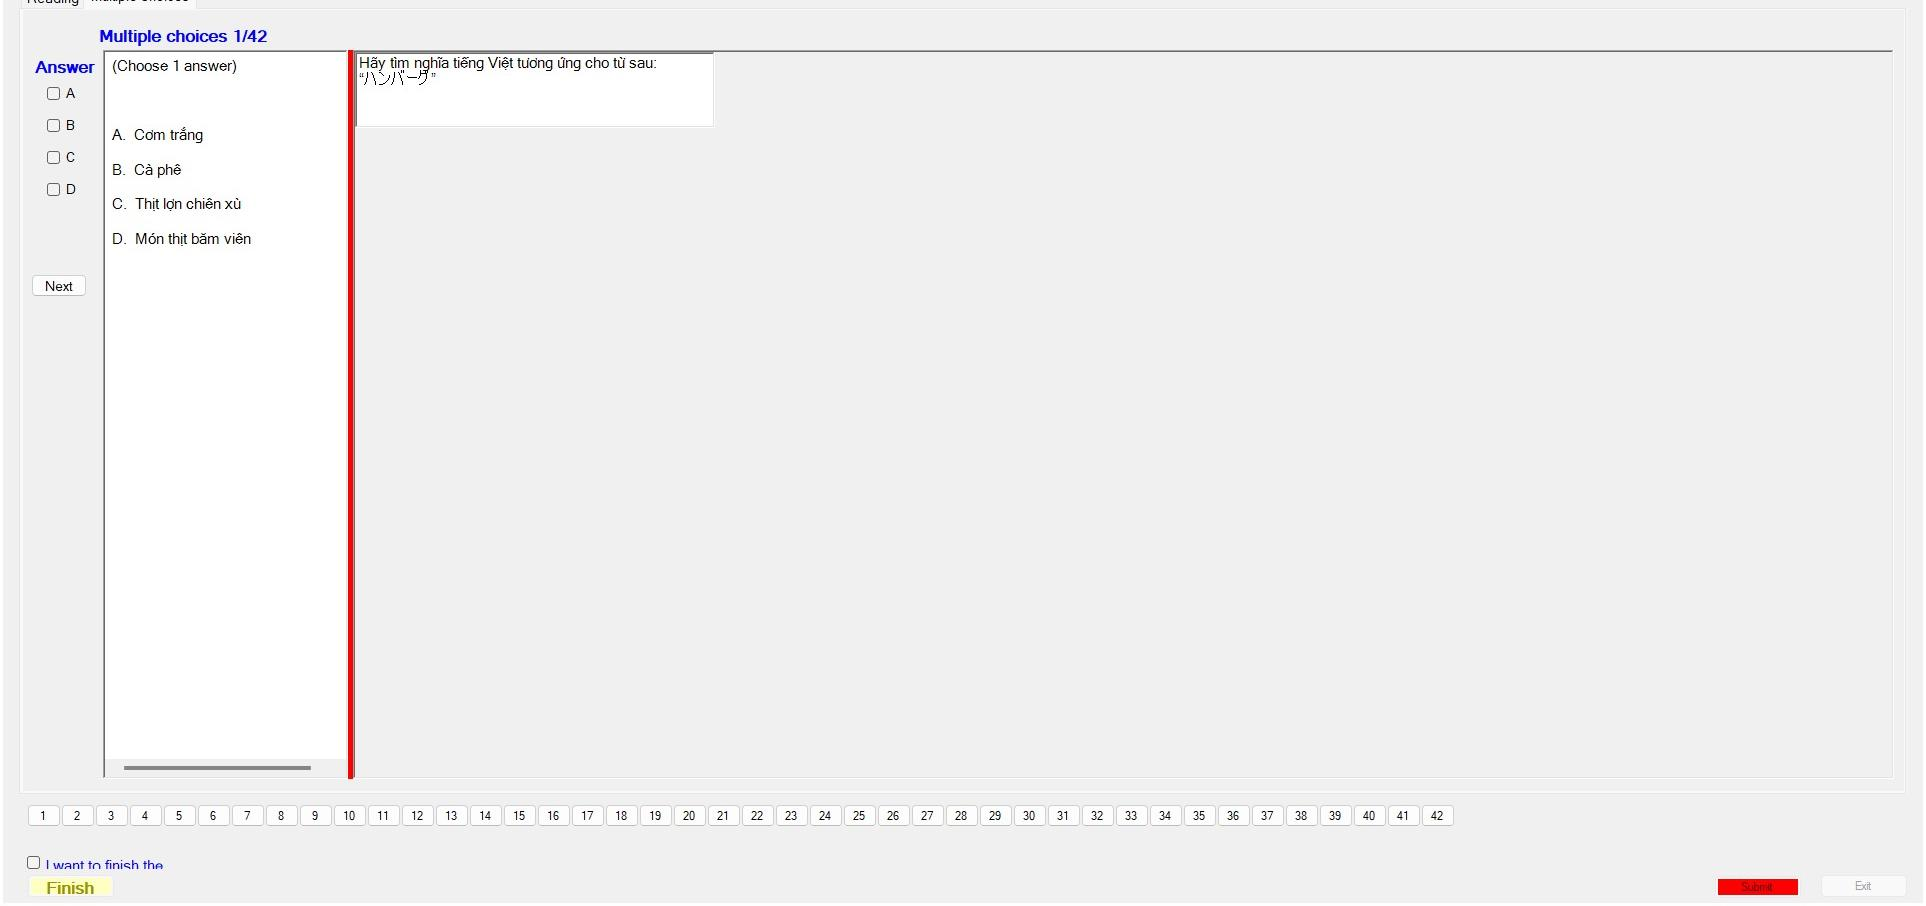 Reading Multiple Choices
Multiple choices 1/42
Answer
A
B
C
D
Next
(Choose 1 answer)
A. Cơm trắng
B. Cà phê
C. Thịt lợn chiên xù
D. Món thịt băm viên
Hãy tìm nghĩa tiếng Việt tương ứng cho từ sau:
“ハンバーグ”
1 2 3 4 5 6 7 8 9 10 11 12 13 14 15 16 17 18 19 20 21 22 23 24 25 26 27 28 29 30 31 32 33 34 35 36 37 38 39 40 41 42
I want to finish the
Finish
Submit Exit